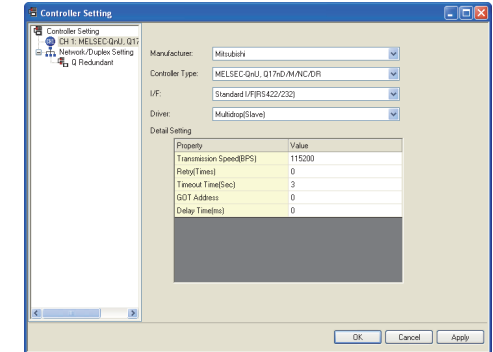 Controller Setting
Controller Setting
CH 1: MELSEC-QnU, Q17
Network/Duplex Setting
Q Redundant
Manufacturer: Mitsubishi
Controller Type: MELSEC-QnU, Q17nD/M/NC/DR
I/F: Standard I/F(RS422/232)
Driver: Multidrop(Slave)
Detail Setting
Property Value
Transmission Speed(BPS) 115200
Retry(Times) 0
Timeout Time(Sec) 3
GOT Address 0
Delay Time(ms) 0
OK Cancel Apply